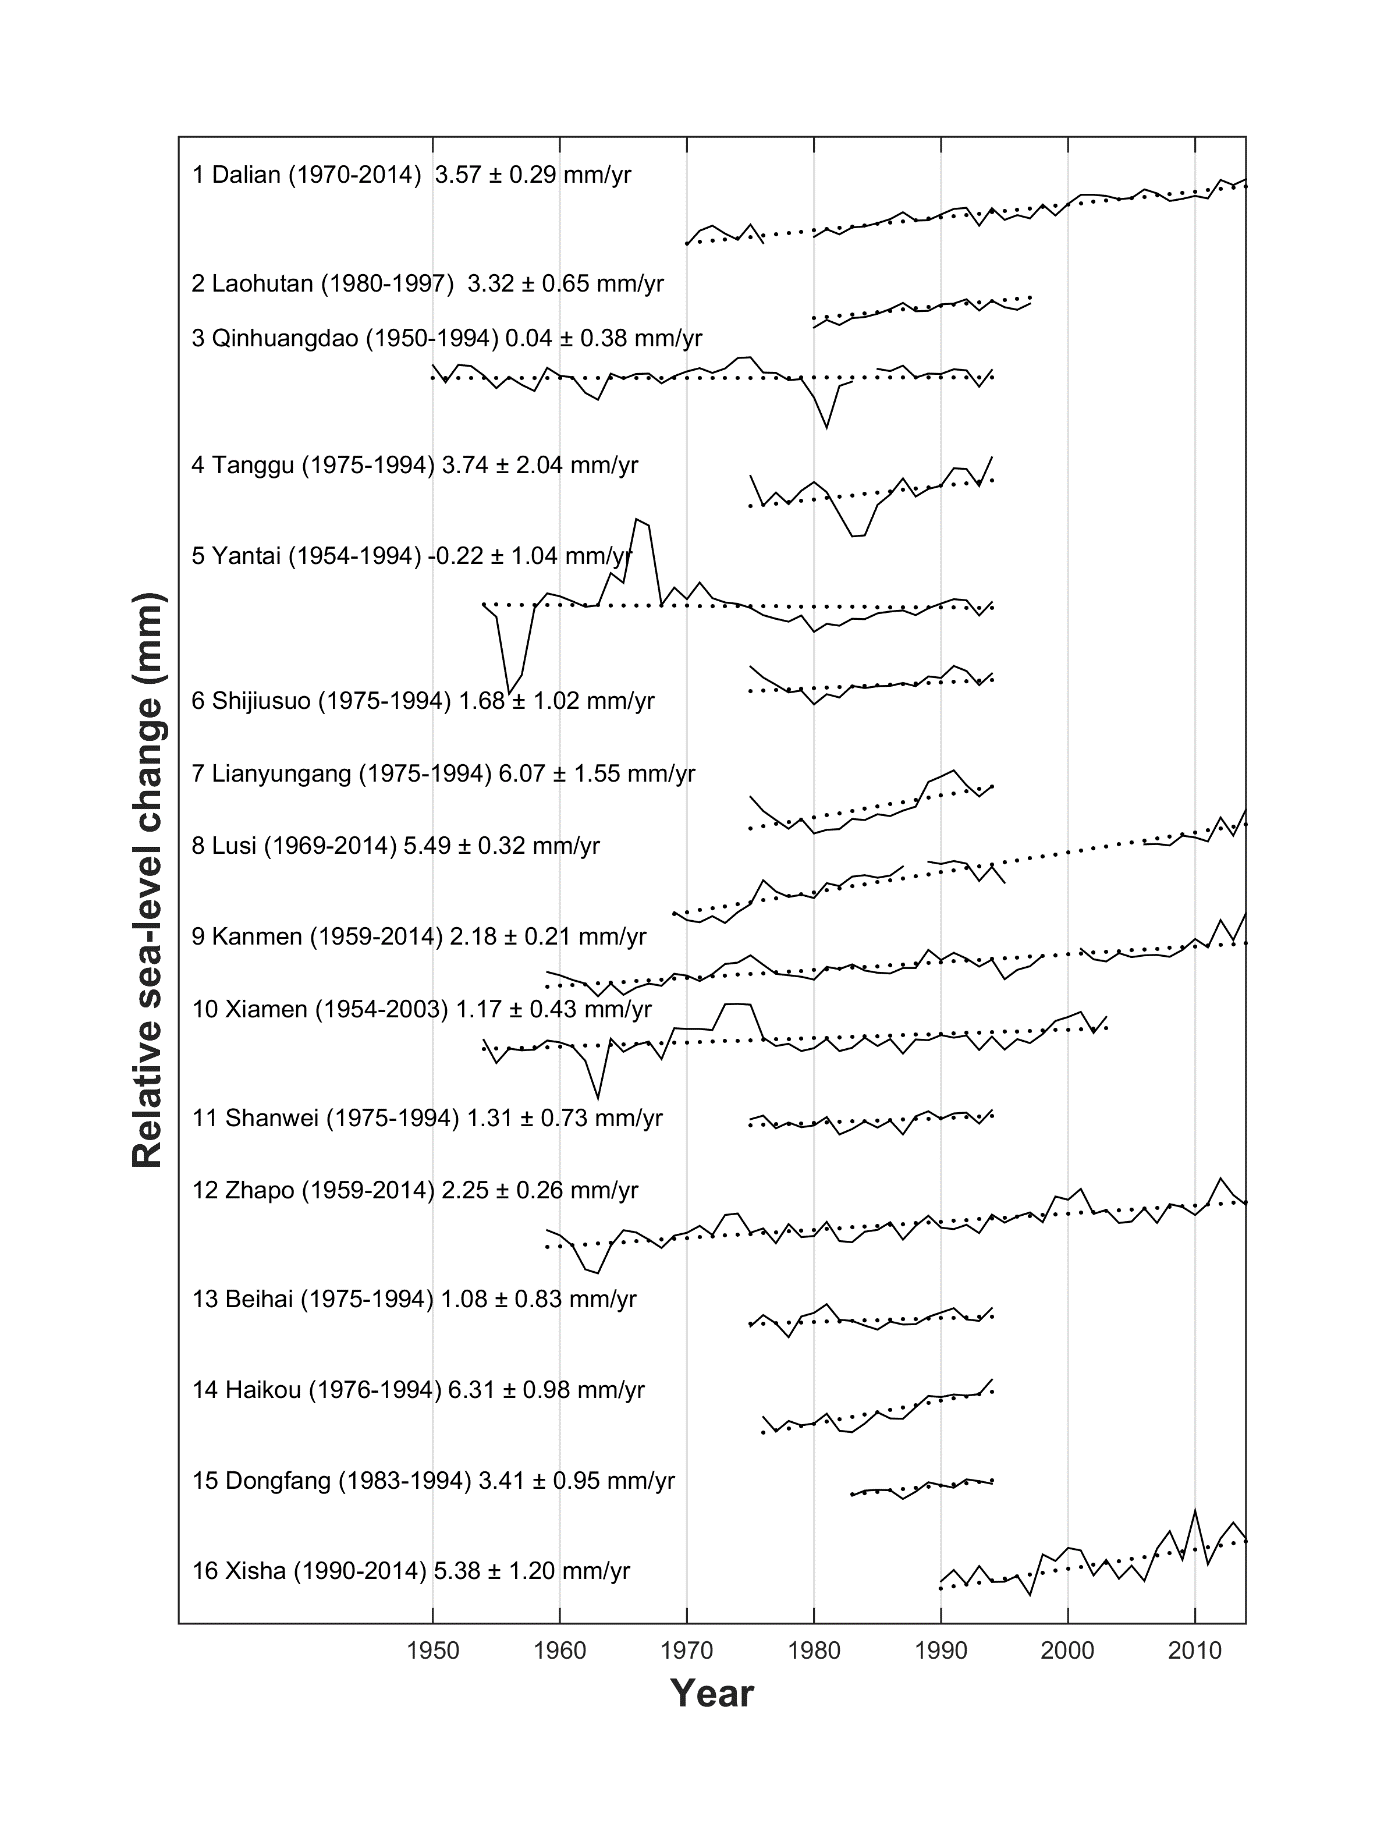 1 Dalian (1970-2014) 3.57 ± 0.29 mm/yr
2 Laohutan (1980-1997) 3.32 ± 0.65 mm/yr
3 Qinhuangdao (1950-1994) 0.04 ± 0.38 mm/yr
4 Tanggu (1975-1994) 3.74 ± 2.04 mm/yr
5 Yantai (1954-1994) -0.22 ± 1.04 mm/yr
6 Shijiusuo (1975-1994) 1.68 ± 1.02 mm/yr
7 Lianyungang (1975-1994) 6.07 ± 1.55 mm/yr
8 Lusi (1969-2014) 5.49 ± 0.32 mm/yr
9 Kanmen (1959-2014) 2.18 ± 0.21 mm/yr
10 Xiamen (1954-2003) 1.17 ± 0.43 mm/yr
11 Shanwei (1975-1994) 1.31 ± 0.73 mm/yr
12 Zhapo (1959-2014) 2.25 ± 0.26 mm/yr
13 Beihai (1975-1994) 1.08 ± 0.83 mm/yr
14 Haikou (1976-1994) 6.31 ± 0.98 mm/yr
15 Dongfang (1983-1994) 3.41 ± 0.95 mm/yr
16 Xisha (1990-2014) 5.38 ± 1.20 mm/yr
Relative sea-level change (mm)
1950 1960 1970 1980 1990 2000 2010
Year